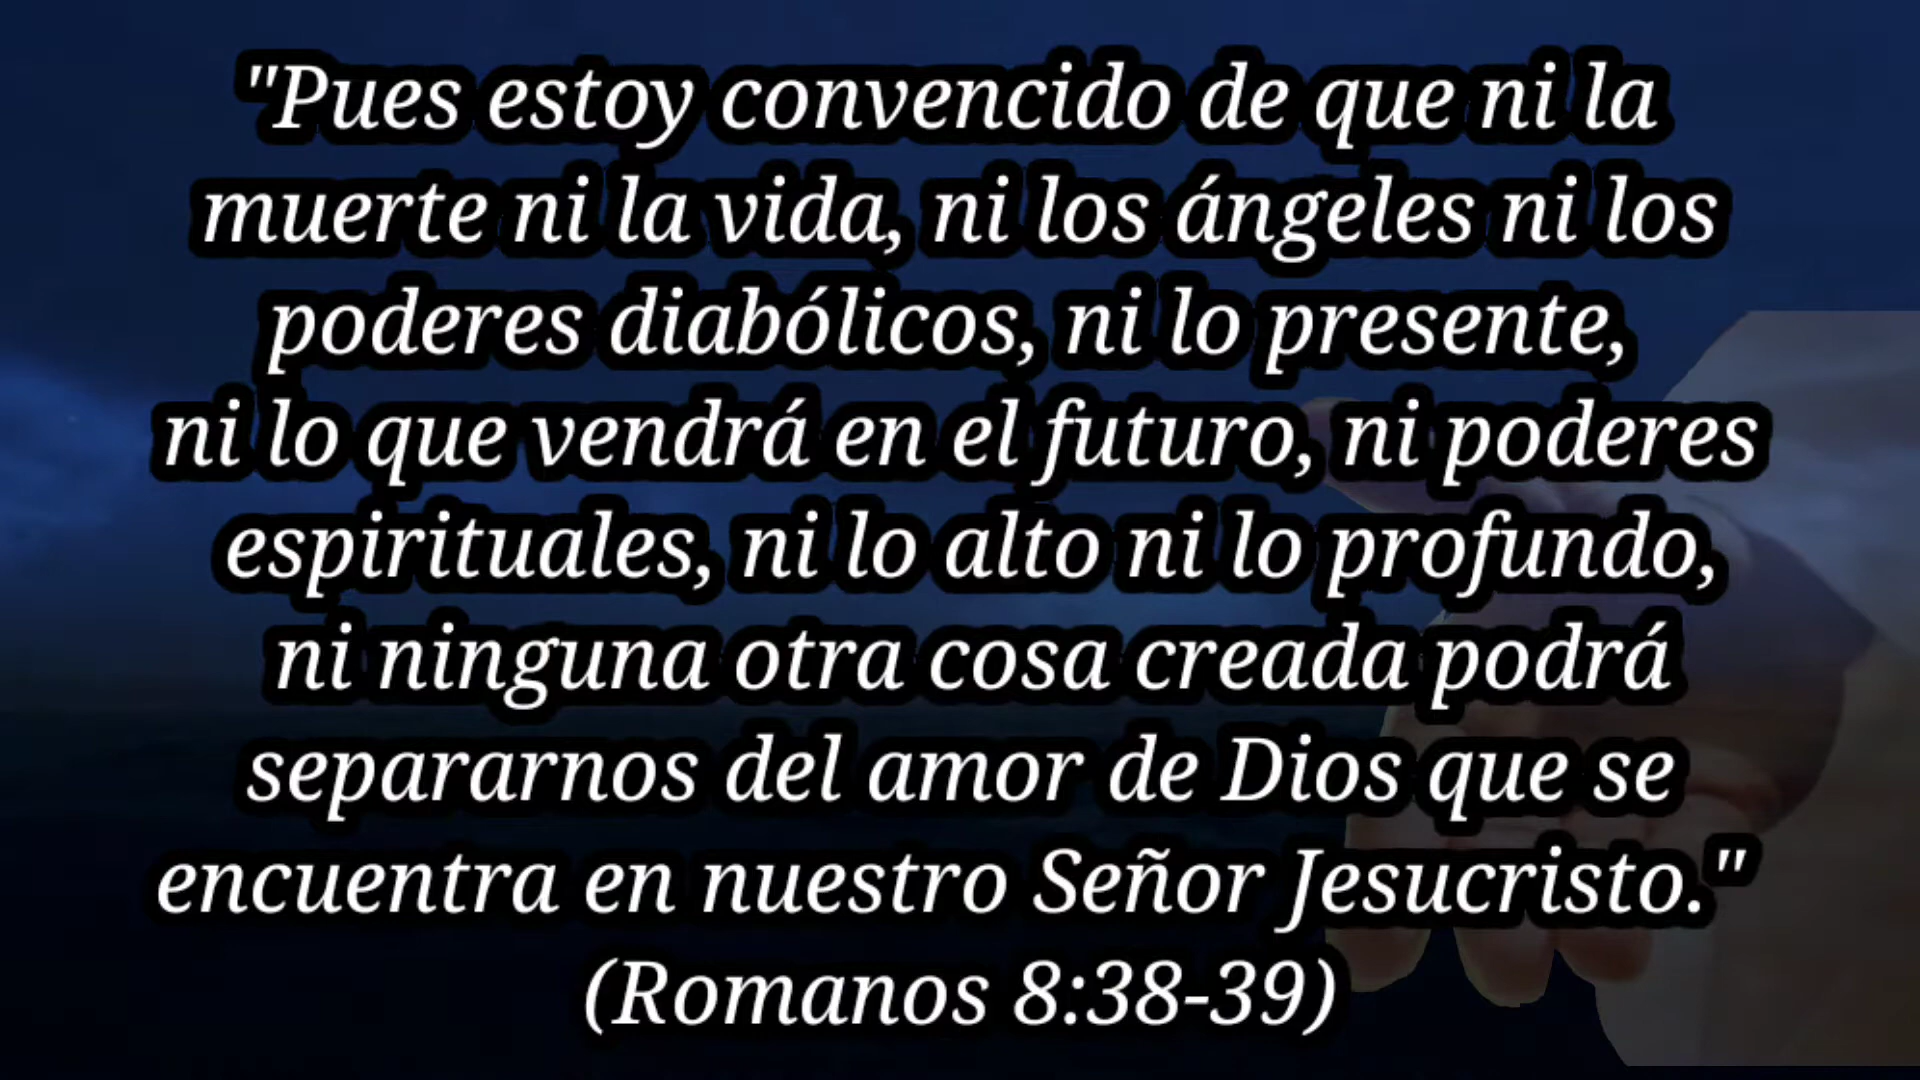 "Pues estoy convencido de que ni la
muerte ni la vida, ni los ángeles ni los
poderes diabólicos, ni lo presente,
ni lo que vendrá en el futuro, ni poderes
espirituales, ni lo alto ni lo profundo,
ni ninguna otra cosa creada podrá
separarnos del amor de Dios que se
encuentra en nuestro Señor Jesucristo."
(Romanos 8:38-39)